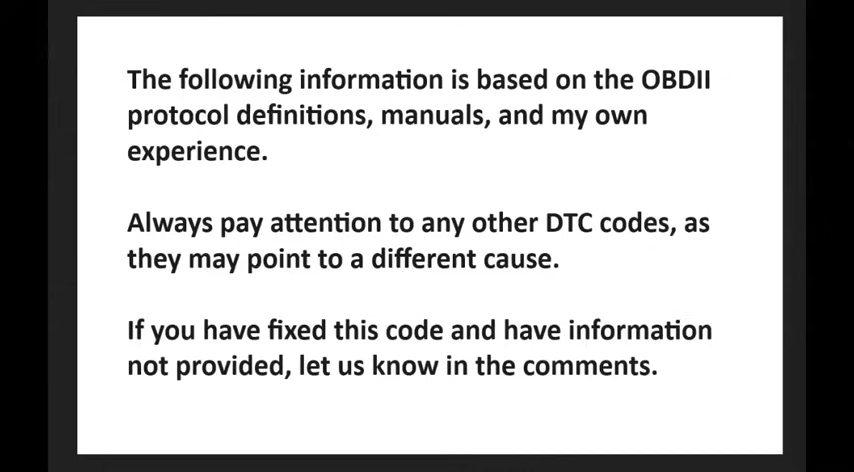 The following information is based on the OBDII
protocol definitions, manuals, and my own
experience.
Always pay attention to any other DTC codes, as
they may point to a different cause.
If you have fixed this code and have information
not provided, let us know in the comments.